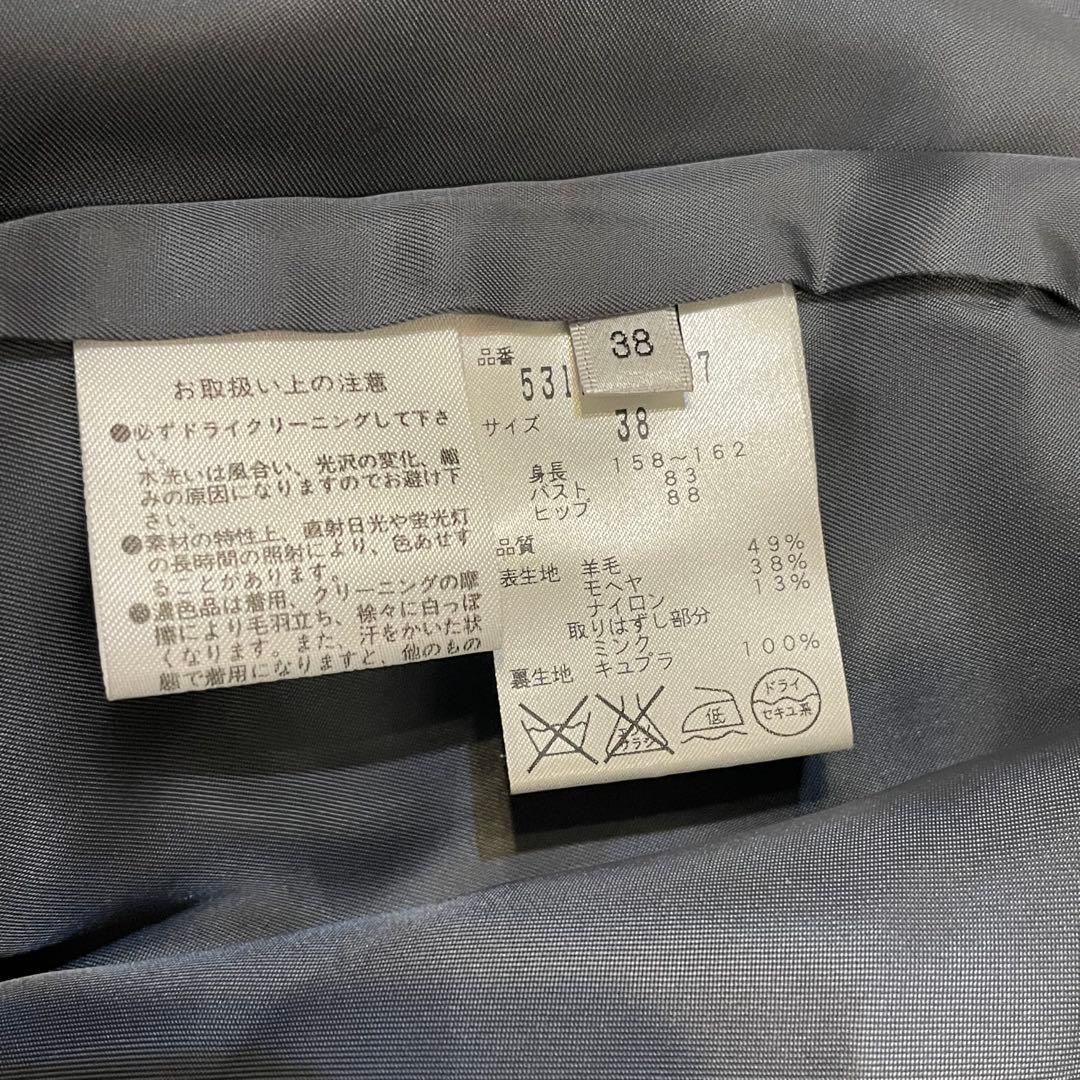 お取扱い上の注意
必ずドライクリーニングして下さ
い。
水洗いは風合い、光沢の変化、縮
みの原因になりますのでお避け下
さい。
素材の特性上、直射日光や蛍光灯
の長時間の照射により、色あせす
ることがあります。
濃色品は着用、クリーニングの摩
擦により毛羽立ち、徐々に白っぽ
くなります。また、汗をかいた状
態で着用になりますと、他のもの
38
品番
531 7
サイズ 38
身長 158〜162
バスト 83
ヒップ 88
品質
表生地 羊毛 49%
モヘヤ 38%
ナイロン 13%
取りはずし部分
ミンク
裏生地 キュプラ 100%
低
ドライ
セキユ系